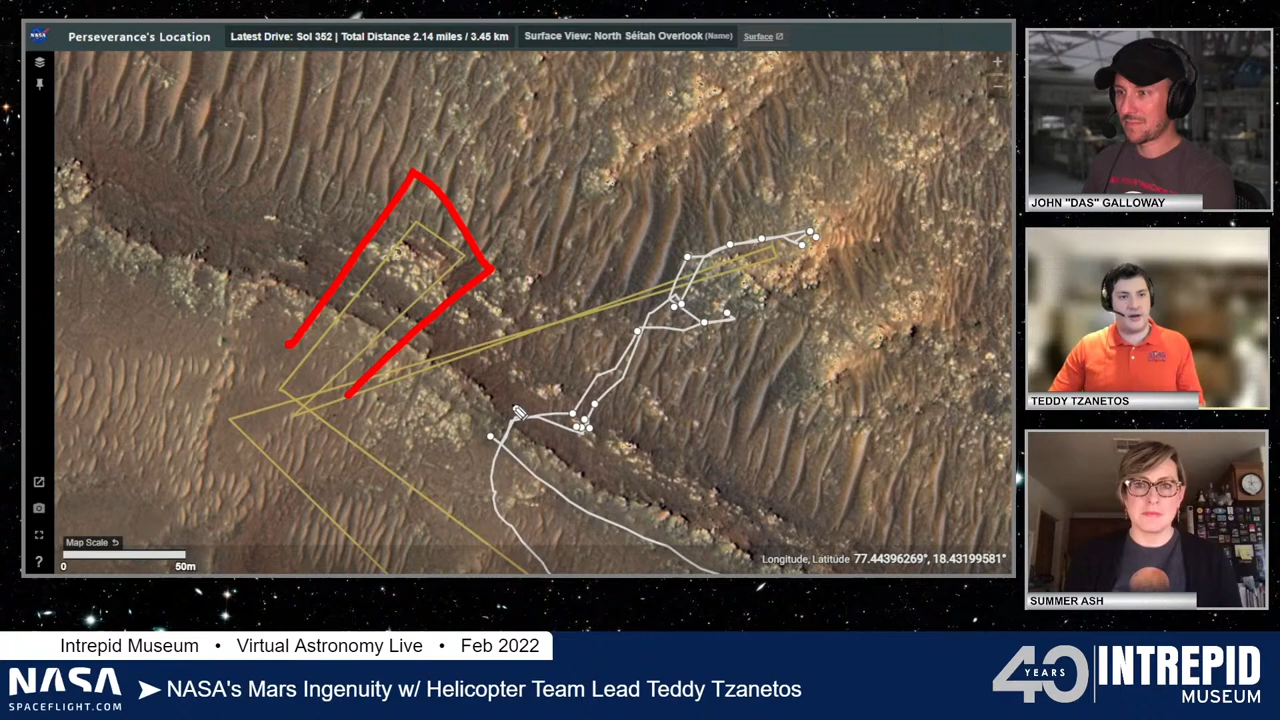 NASA
Perseverance's Location
Latest Drive: Sol 352 | Total Distance 2.14 miles / 3.45 km
Surface View: North Séítah Overlook (Name)
Surface
+
−
?
Map Scale
0
50m
Longitude, Latitude 77.44396269°, 18.43199581°
JOHN "DAS" GALLOWAY
TEDDY TZANETOS
SUMMER ASH
Intrepid Museum • Virtual Astronomy Live • Feb 2022
NASA
SPACEFLIGHT.COM
NASA's Mars Ingenuity w/ Helicopter Team Lead Teddy Tzanetos
40
YEARS
INTREPID
MUSEUM